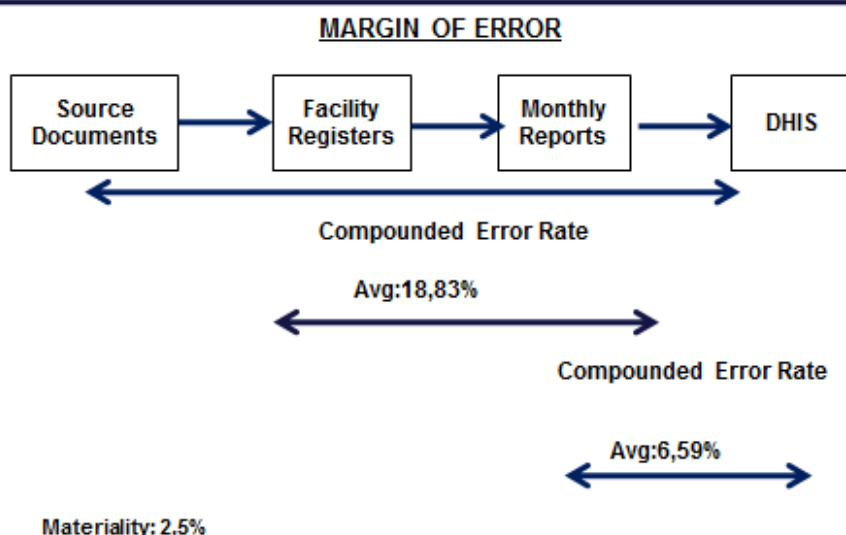 MARGIN OF ERROR
Source
Documents
Facility
Registers
Monthly
Reports
DHIS
Compounded Error Rate
Avg:18,83%
Compounded Error Rate
Avg:6,59%
Materiality: 2.5%